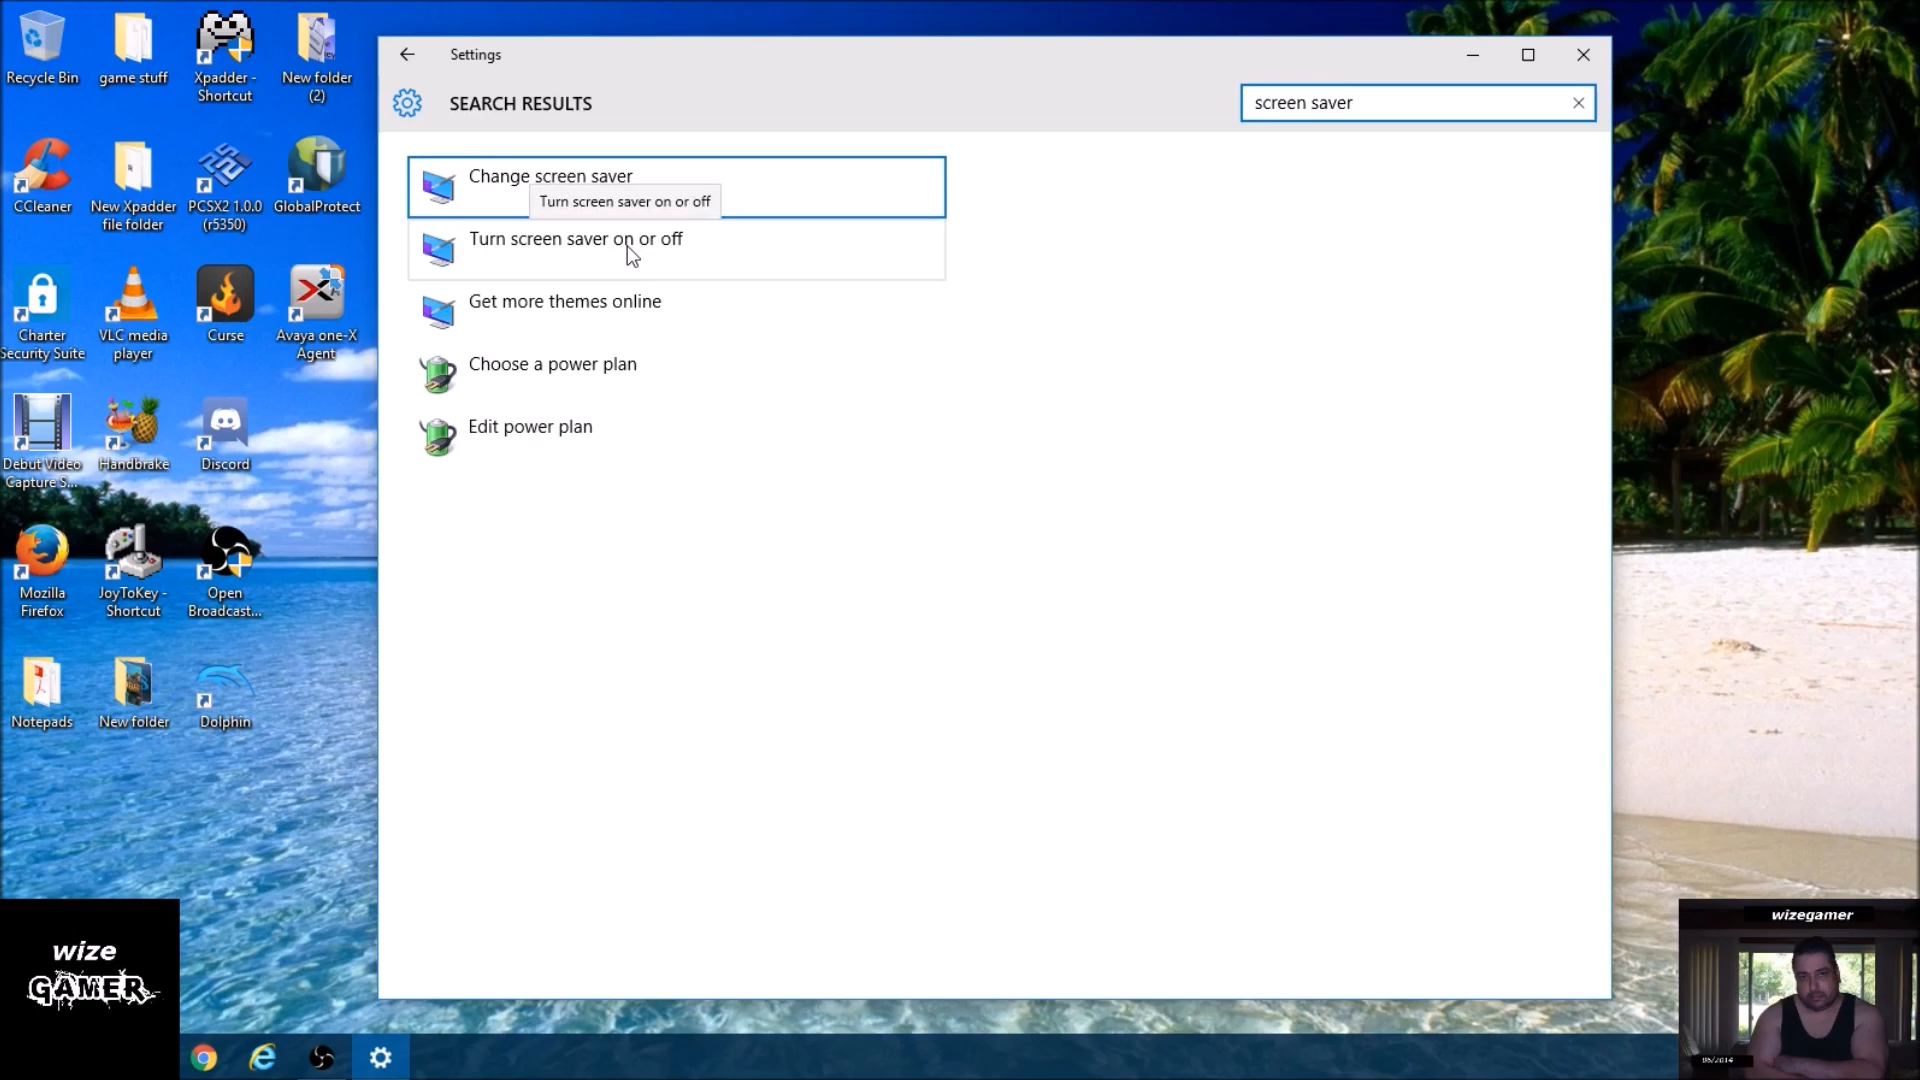 Recycle Bin
game stuff
Xpadder -
Shortcut
New folder
(2)
CCleaner
New Xpadder
file folder
PCSX2 1.0.0
(r5350)
GlobalProtect
Charter
Security Suite
VLC media
player
Curse
Avaya one-X
Agent
Debut Video
Capture S...
Handbrake
Discord
Mozilla
Firefox
JoyToKey -
Shortcut
Open
Broadcast...
Notepads
New folder
Dolphin
Settings
SEARCH RESULTS
screen saver
Change screen saver
Turn screen saver on or off
Turn screen saver on or off
Get more themes online
Choose a power plan
Edit power plan
wize
GAMER
wizegamer